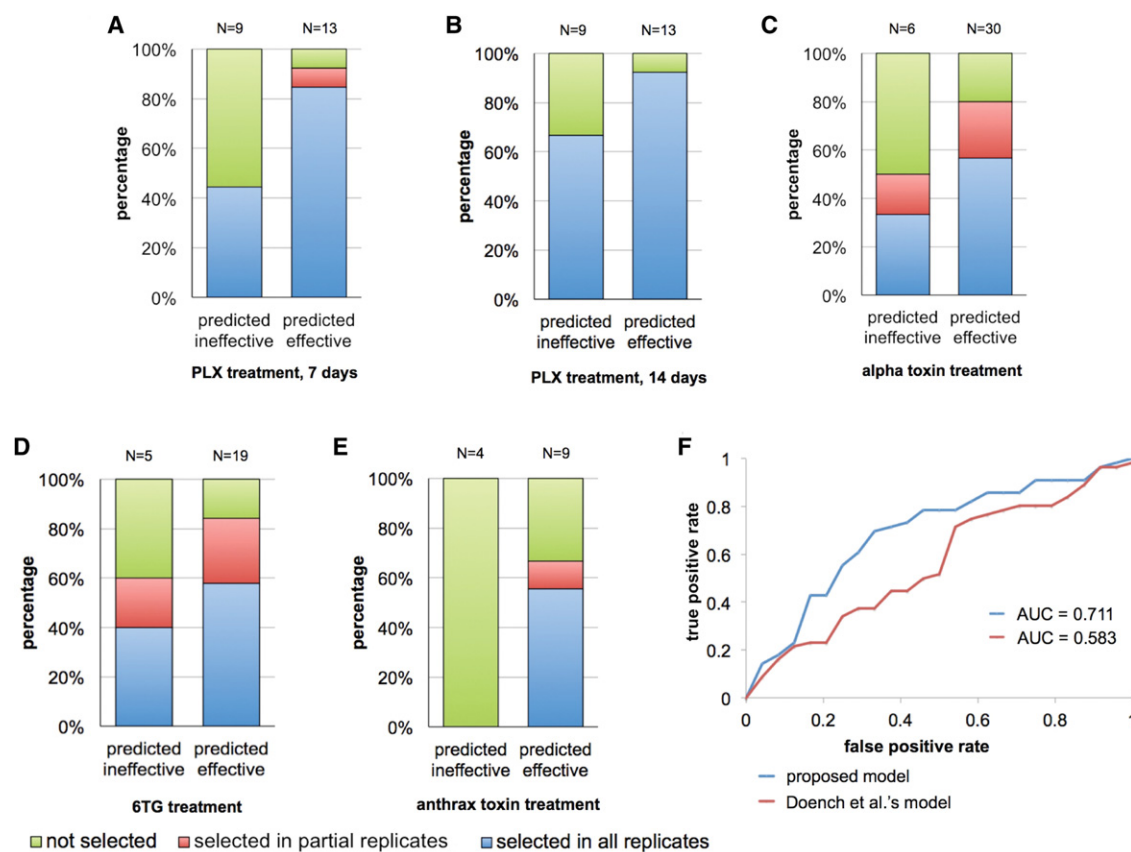 A
N=9 N=13
100%
80%
60%
40%
20%
0%
percentage
predicted ineffective
predicted effective
PLX treatment, 7 days
B
N=9 N=13
100%
80%
60%
40%
20%
0%
percentage
predicted ineffective
predicted effective
PLX treatment, 14 days
C
N=6 N=30
100%
80%
60%
40%
20%
0%
percentage
predicted ineffective
predicted effective
alpha toxin treatment
D
N=5 N=19
100%
80%
60%
40%
20%
0%
percentage
predicted ineffective
predicted effective
6TG treatment
E
N=4 N=9
100%
80%
60%
40%
20%
0%
percentage
predicted ineffective
predicted effective
anthrax toxin treatment
F
1
0.8
0.6
0.4
0.2
0
true positive rate
AUC = 0.711
AUC = 0.583
0 0.2 0.4 0.6 0.8 1
false positive rate
proposed model
Doench et al.'s model
not selected selected in partial replicates selected in all replicates